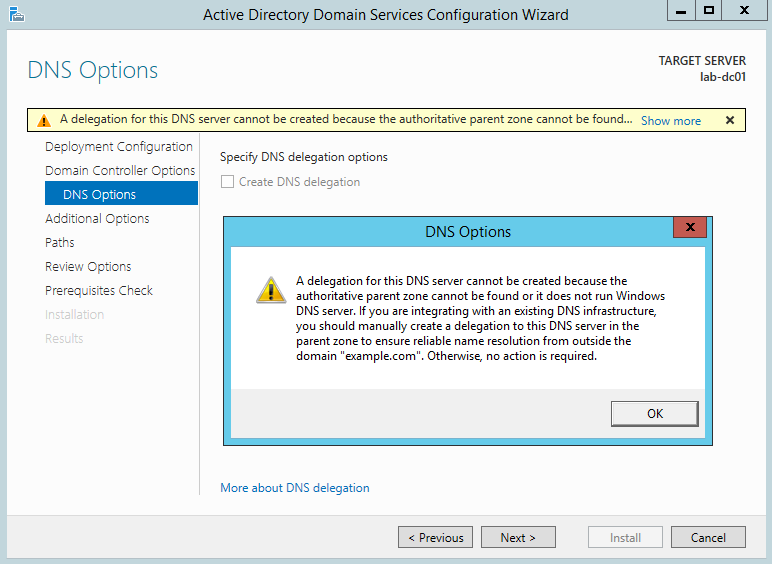 Active Directory Domain Services Configuration Wizard
DNS Options
TARGET SERVER
lab-dc01
A delegation for this DNS server cannot be created because the authoritative parent zone cannot be found... Show more
Deployment Configuration
Domain Controller Options
DNS Options
Additional Options
Paths
Review Options
Prerequisites Check
Installation
Results
Specify DNS delegation options
Create DNS delegation
DNS Options
A delegation for this DNS server cannot be created because the
authoritative parent zone cannot be found or it does not run Windows
DNS server. If you are integrating with an existing DNS infrastructure,
you should manually create a delegation to this DNS server in the
parent zone to ensure reliable name resolution from outside the
domain "example.com". Otherwise, no action is required.
OK
More about DNS delegation
< Previous
Next >
Install
Cancel